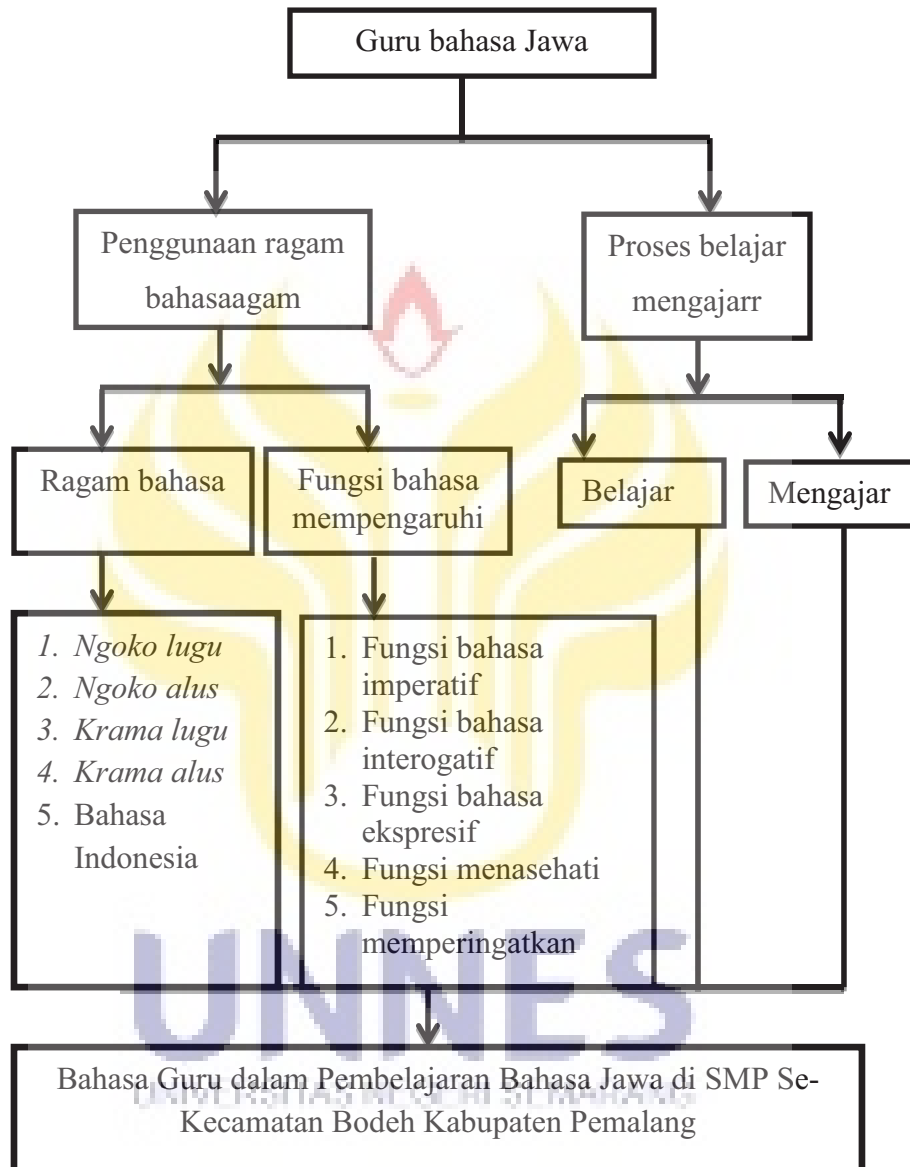 Guru bahasa Jawa
Penggunaan ragam
bahasaagam
Proses belajar
mengajarr
Ragam bahasa
Fungsi bahasa
mempengaruhi
Belajar
Mengajar
1. Ngoko lugu
2. Ngoko alus
3. Krama lugu
4. Krama alus
5. Bahasa
Indonesia
1. Fungsi bahasa
imperatif
2. Fungsi bahasa
interogatif
3. Fungsi bahasa
ekspresif
4. Fungsi menasehati
5. Fungsi
memperingatkan
UNNES
UNIVERSITAS NEGERI SEMARANG
Bahasa Guru dalam Pembelajaran Bahasa Jawa di SMP Se-
Kecamatan Bodeh Kabupaten Pemalang